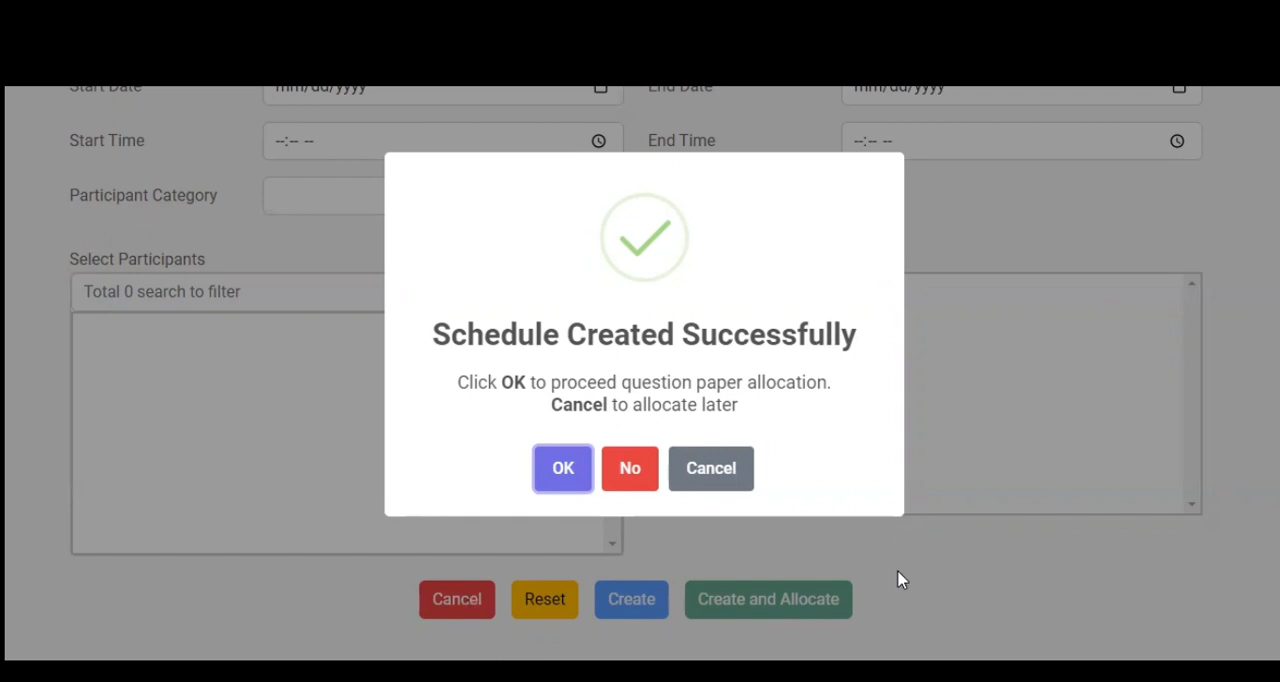 Start Date mm/dd/yyyy End Date mm/dd/yyyy
Start Time --:-- -- End Time --:-- --
Participant Category
Select Participants
Total 0 search to filter
Schedule Created Successfully
Click OK to proceed question paper allocation.
Cancel to allocate later
OK No Cancel
Cancel Reset Create Create and Allocate